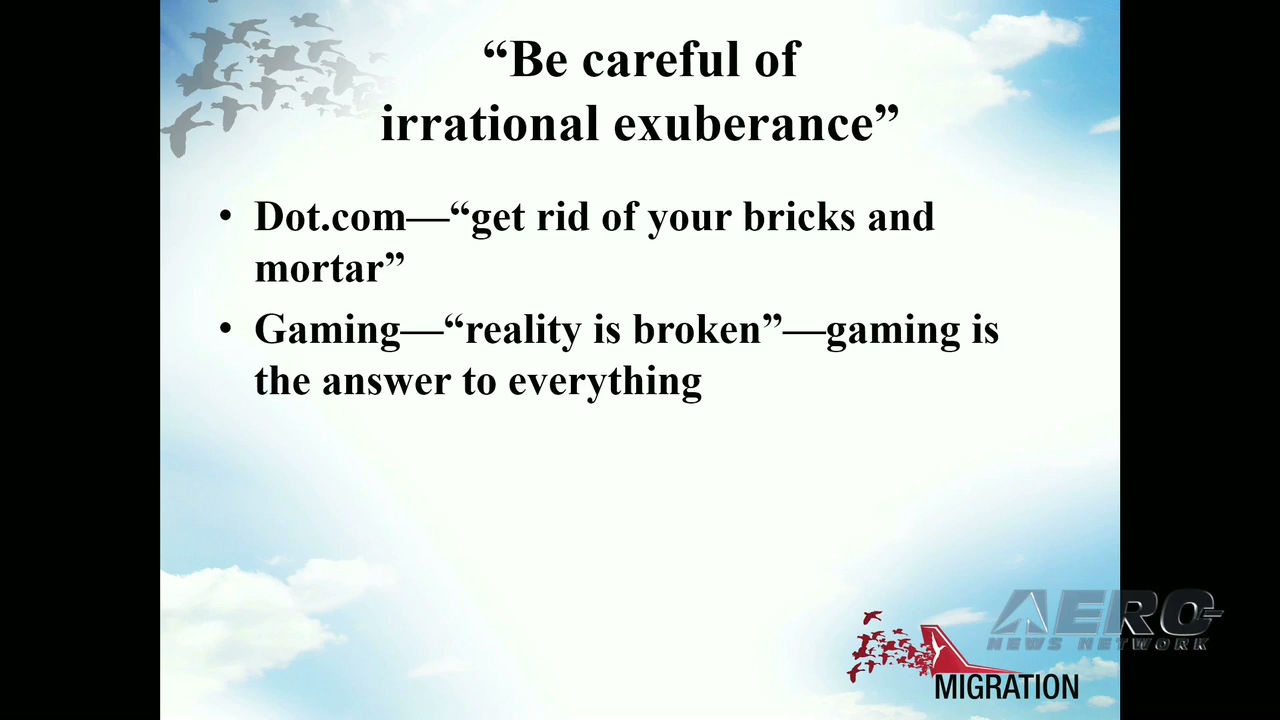 “Be careful of
irrational exuberance”
• Dot.com—“get rid of your bricks and
mortar”
• Gaming—“reality is broken”—gaming is
the answer to everything
AERO
NEWS NETWORK
MIGRATION